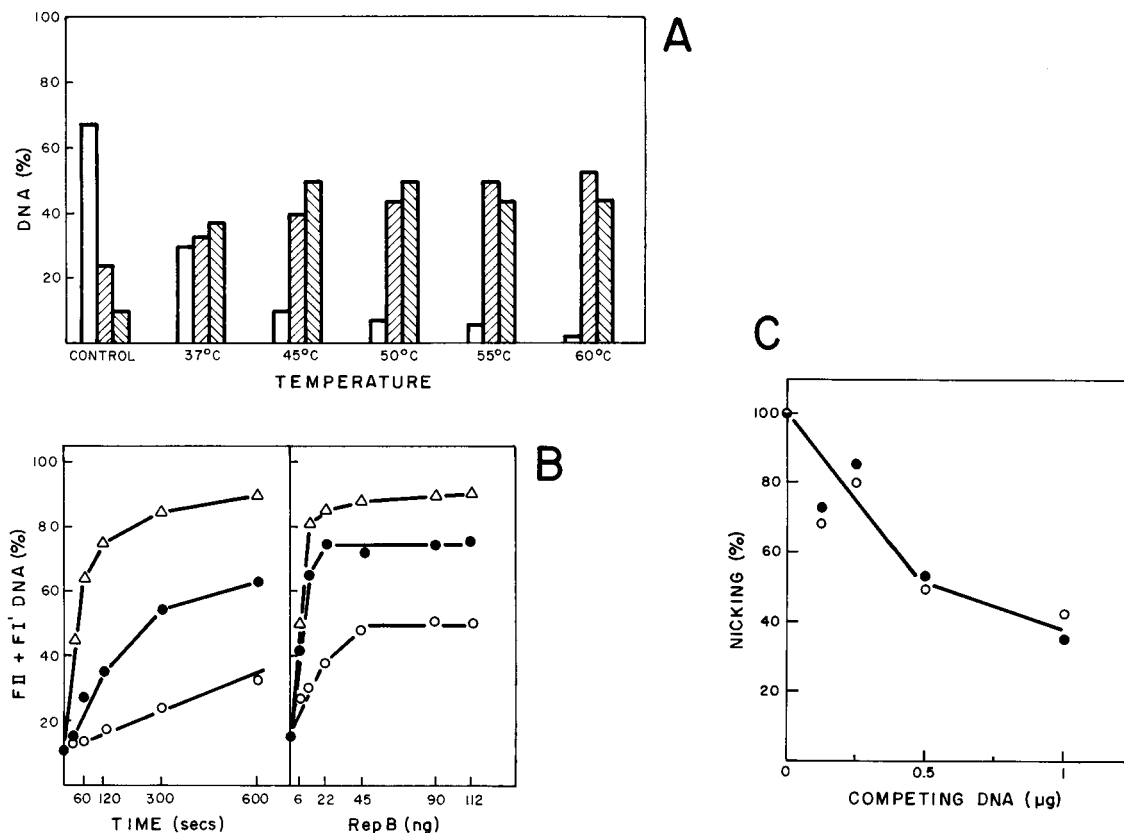 A
100
80
60
40
20
DNA (%)
CONTROL 37°C 45°C 50°C 55°C 60°C
TEMPERATURE
B
100
80
60
40
20
FII + FI' DNA (%)
60 120 300 600
TIME (secs)
6 22 45 90 112
RepB (ng)
C
100
80
60
40
20
NICKING (%)
0 0.5 1
COMPETING DNA (µg)